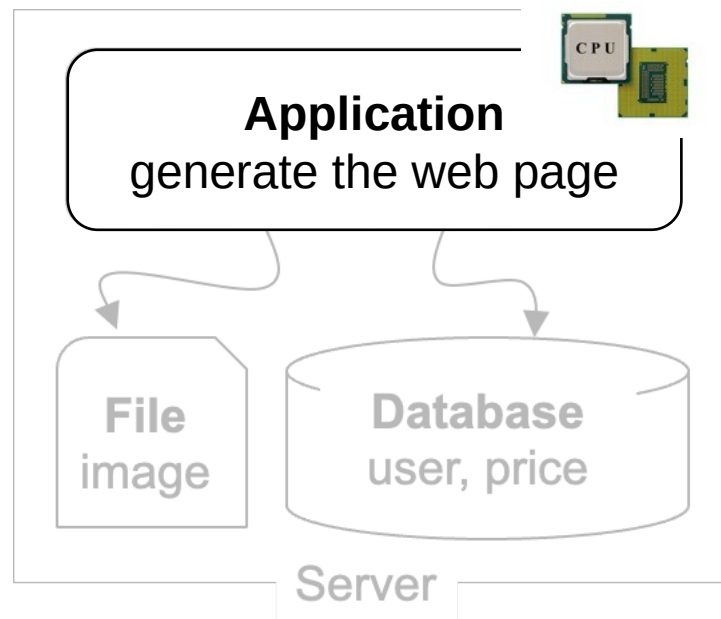 CPU
Application
generate the web page
File
image
Database
user, price
Server